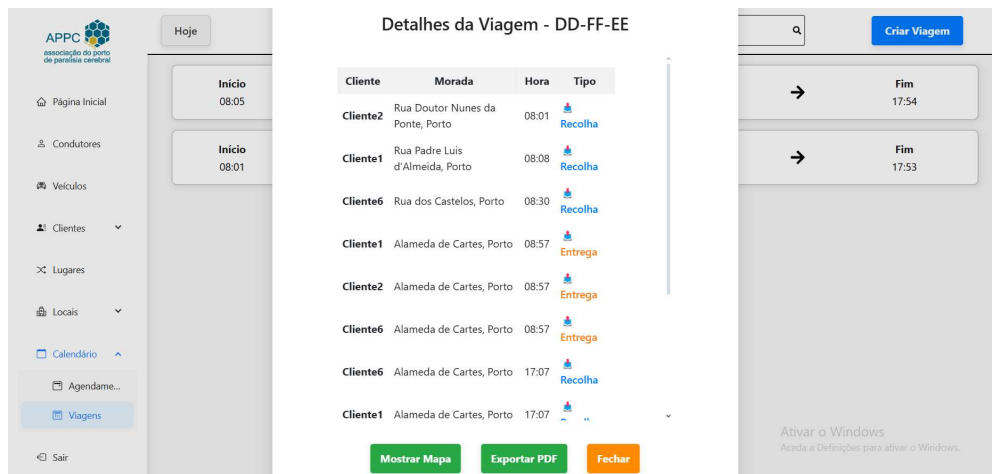 APPC
associação do porto
de paralisia cerebral
Página Inicial
Condutores
Veículos
Clientes
Lugares
Locais
Calendário
Agendame...
Viagens
Sair
Hoje
Criar Viagem
Início
08:05
Fim
17:54
Início
08:01
Fim
17:53
Detalhes da Viagem - DD-FF-EE
Cliente Morada Hora Tipo
Cliente2 Rua Doutor Nunes da Ponte, Porto 08:01 Recolha
Cliente1 Rua Padre Luis d'Almeida, Porto 08:08 Recolha
Cliente6 Rua dos Castelos, Porto 08:30 Recolha
Cliente1 Alameda de Cartes, Porto 08:57 Entrega
Cliente2 Alameda de Cartes, Porto 08:57 Entrega
Cliente6 Alameda de Cartes, Porto 08:57 Entrega
Cliente6 Alameda de Cartes, Porto 17:07 Recolha
Cliente1 Alameda de Cartes, Porto 17:07
Mostrar Mapa Exportar PDF Fechar
Ativar o Windows
Aceda a Definições para ativar o Windows.